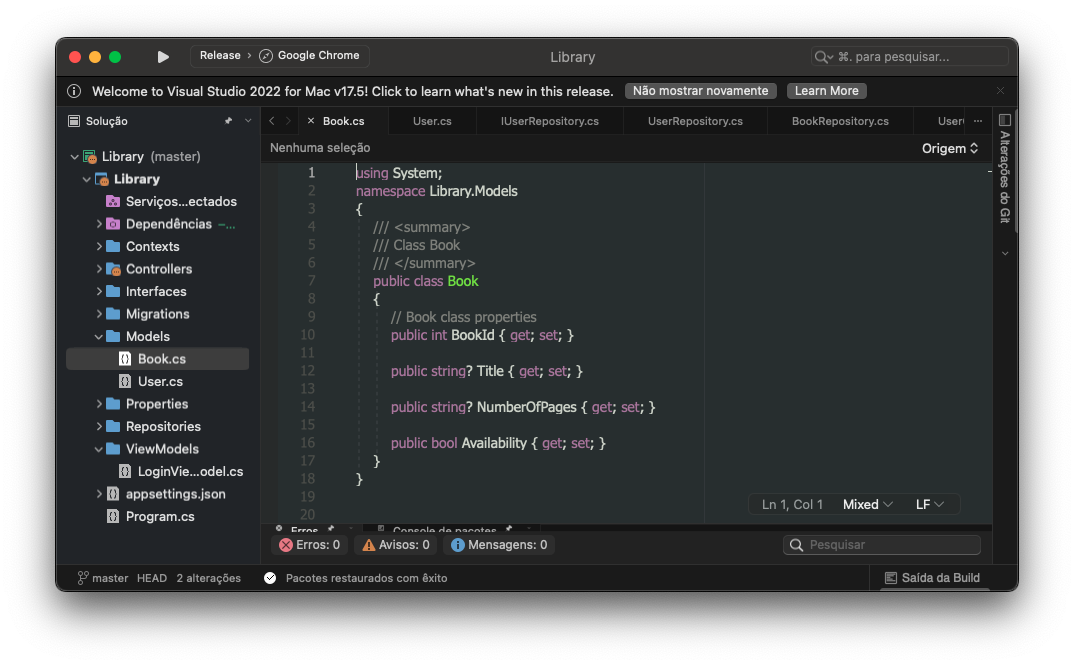 Release › Google Chrome
Library
⌘. para pesquisar...
Welcome to Visual Studio 2022 for Mac v17.5! Click to learn what's new in this release.
Não mostrar novamente
Learn More
Solução
Library (master)
Library
Serviços...ectados
Dependências –...
Contexts
Controllers
Interfaces
Migrations
Models
Book.cs
User.cs
Properties
Repositories
ViewModels
LoginVie...odel.cs
appsettings.json
Program.cs
Book.cs
User.cs
IUserRepository.cs
UserRepository.cs
BookRepository.cs
User
Nenhuma seleção
Origem
1 using System;
2 namespace Library.Models
3 {
4 /// <summary>
5 /// Class Book
6 /// </summary>
7 public class Book
8 {
9 // Book class properties
10 public int BookId { get; set; }
11
12 public string? Title { get; set; }
13
14 public string? NumberOfPages { get; set; }
15
16 public bool Availability { get; set; }
17 }
18 }
19
20
Ln 1, Col 1 Mixed LF
Alterações do Git
Erros
Console de pacotes
Erros: 0
Avisos: 0
Mensagens: 0
Pesquisar
master HEAD 2 alterações
Pacotes restaurados com êxito
Saída da Build